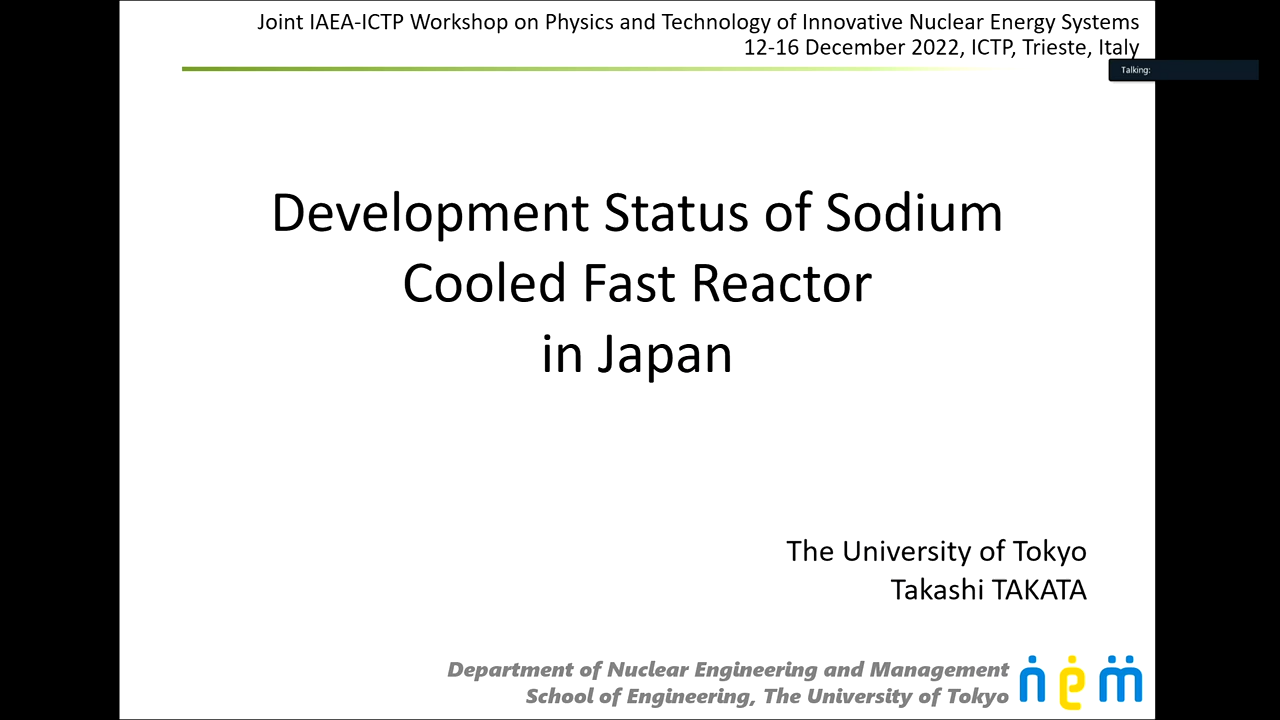 Joint IAEA-ICTP Workshop on Physics and Technology of Innovative Nuclear Energy Systems
12-16 December 2022, ICTP, Trieste, Italy
Talking:
Development Status of Sodium
Cooled Fast Reactor
in Japan
The University of Tokyo
Takashi TAKATA
Department of Nuclear Engineering and Management
School of Engineering, The University of Tokyo
nem